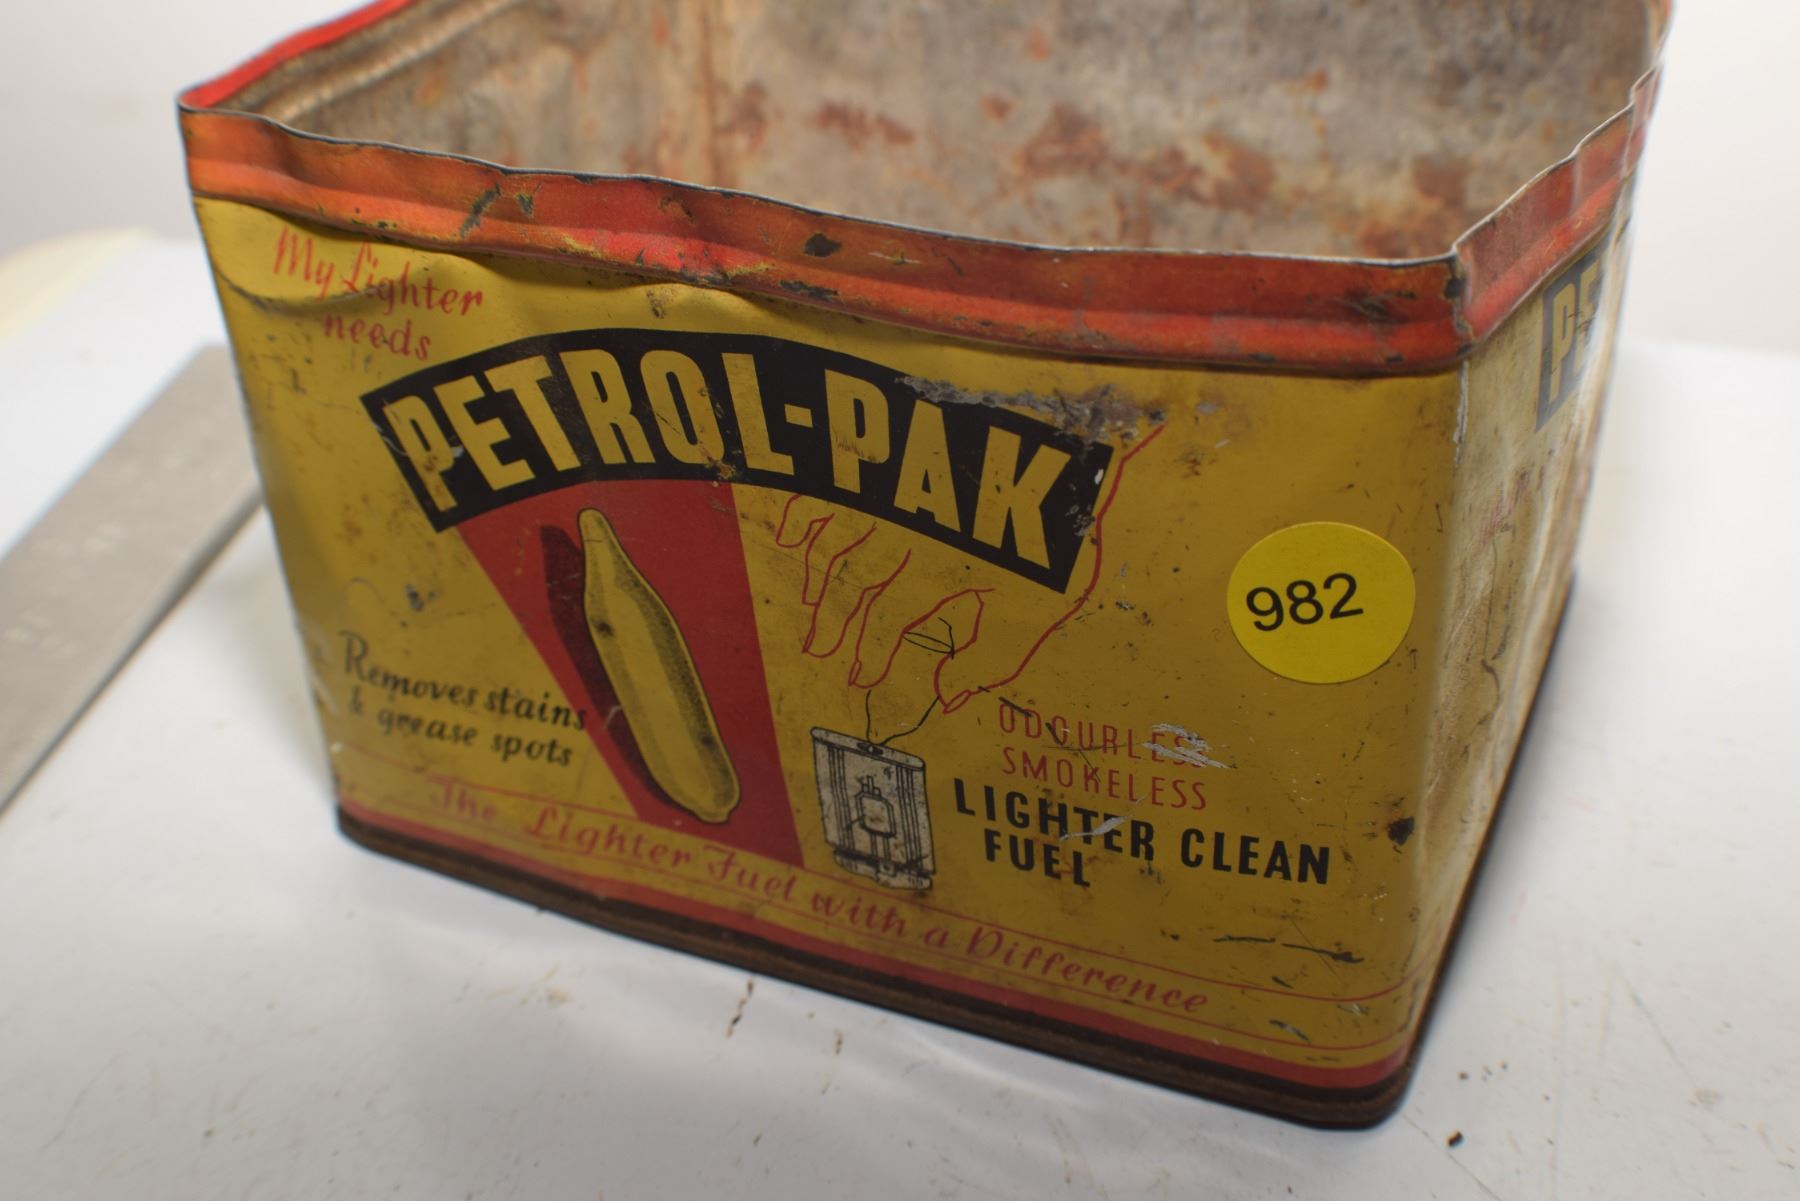 My Lighter
needs
PETROL-PAK
982
Removes stains
& grease spots
ODOURLESS
SMOKELESS
LIGHTER CLEAN
FUEL
The Lighter Fuel with a Difference
PE